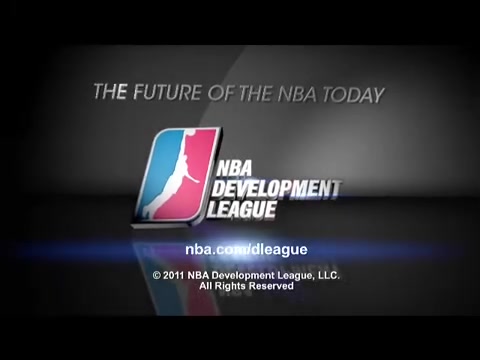 THE FUTURE OF THE NBA TODAY
NBA
DEVELOPMENT
LEAGUE
nba.com/dleague
© 2011 NBA Development League, LLC.
All Rights Reserved